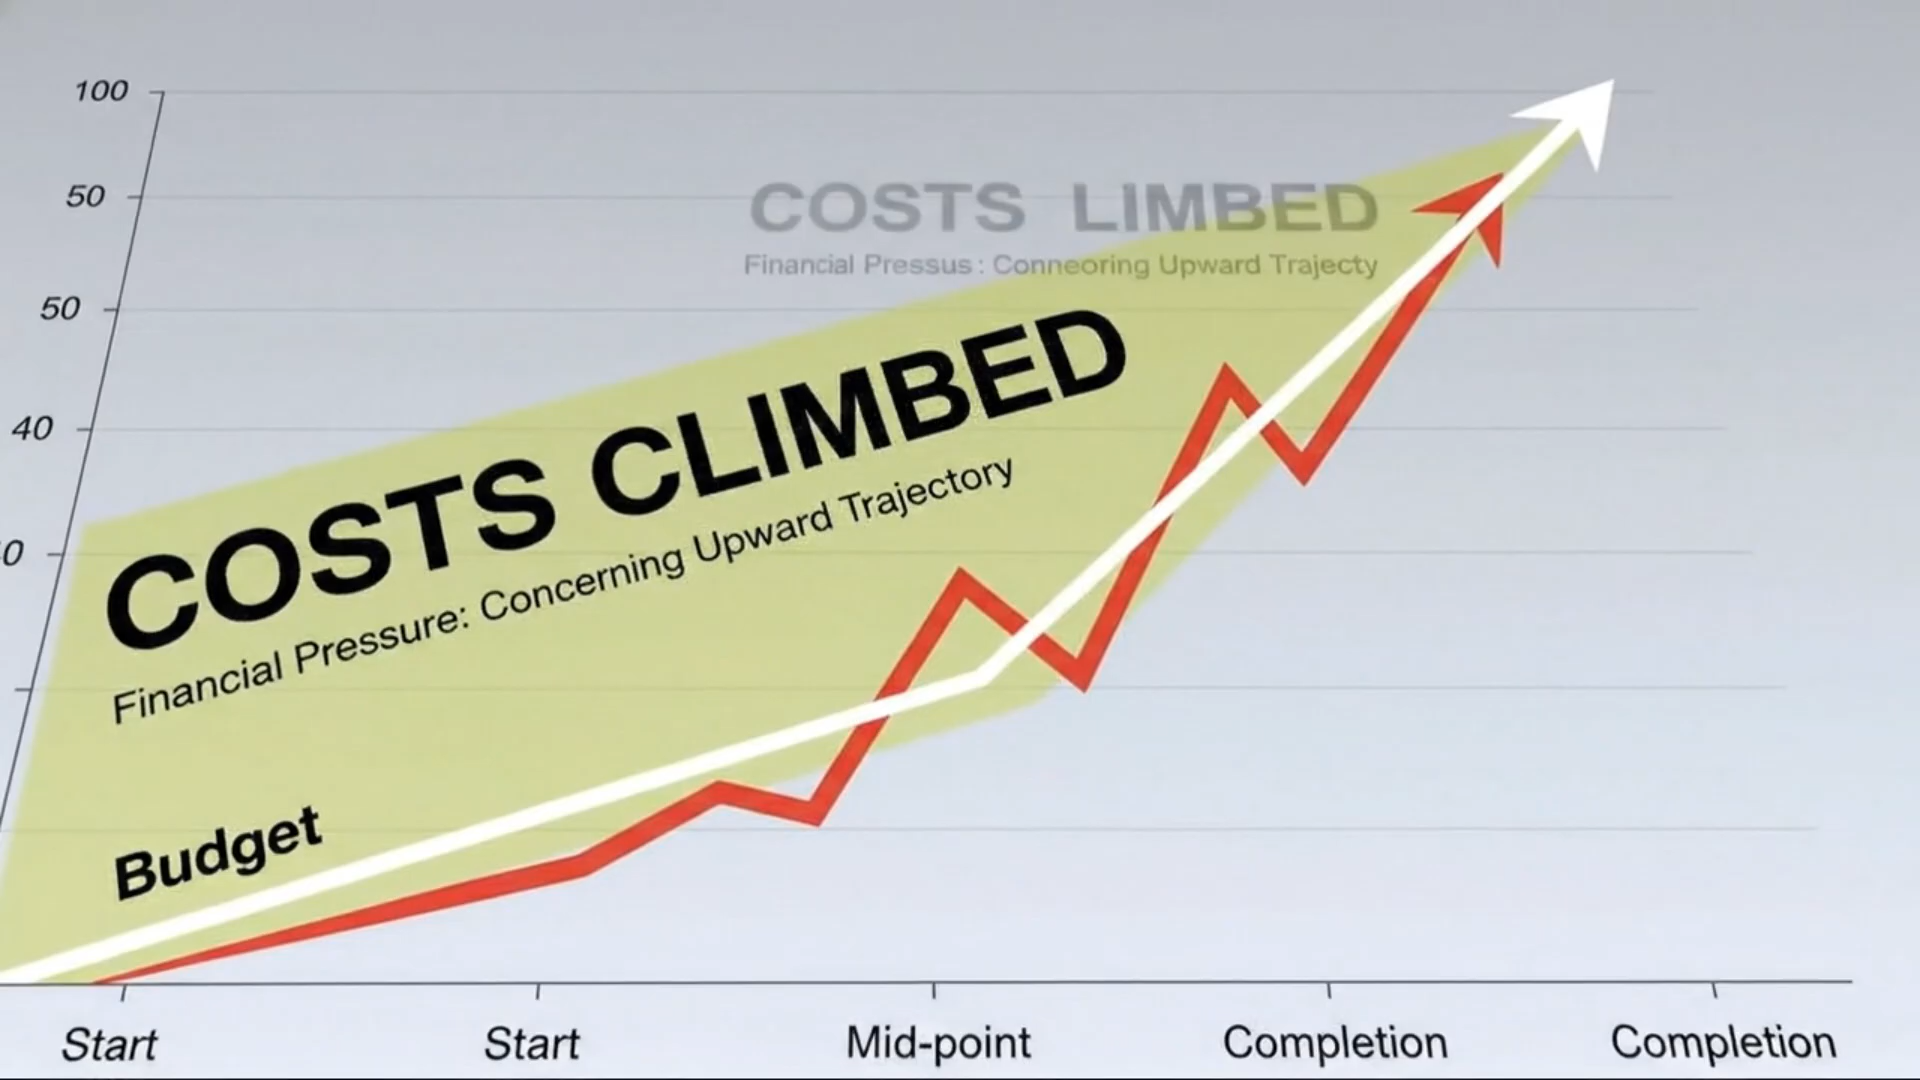 100
50
COSTS LIMBED
Financial Pressus: Conneoring Upward Trajecty
50
COSTS CLIMBED
Financial Pressure: Concerning Upward Trajectory
40
0
Budget
Start Start Mid-point Completion Completion